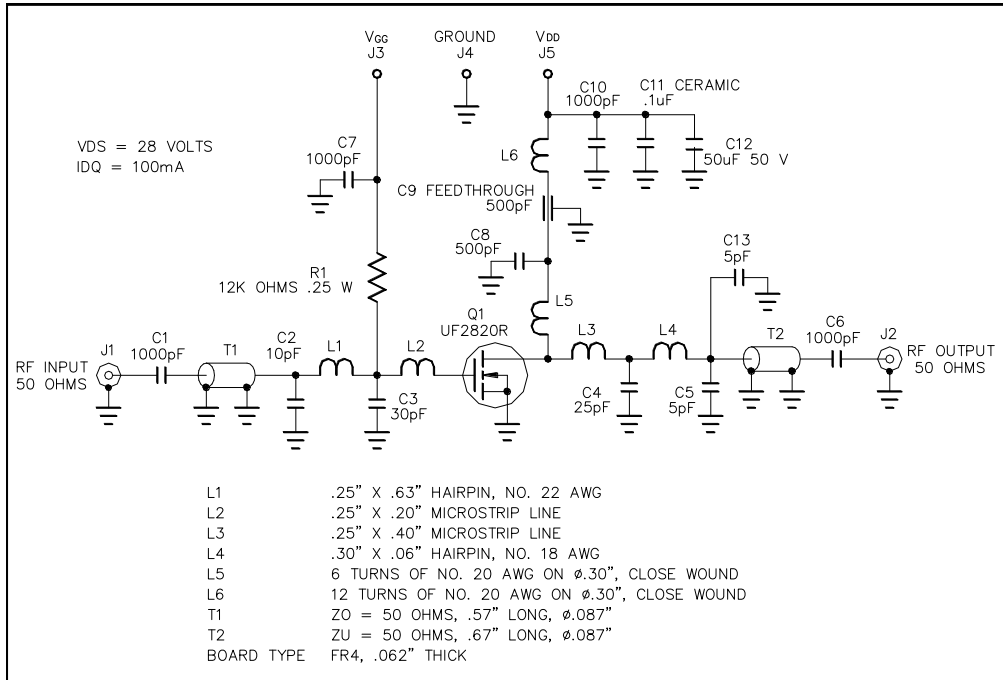 VGG
J3
GROUND
J4
VDD
J5
VDS = 28 VOLTS
IDQ = 100mA
C7
1000pF
C10
1000pF
C11 CERAMIC
.1uF
C12
50uF 50 V
L6
C9 FEEDTHROUGH
500pF
C8
500pF
C13
5pF
R1
12K OHMS .25 W
L5
Q1
UF2820R
RF INPUT
50 OHMS
J1
C1
1000pF
T1
C2
10pF
L1
L2
C3
30pF
L3
L4
C4
25pF
C5
5pF
T2
C6
1000pF
J2
RF OUTPUT
50 OHMS
L1 .25" X .63" HAIRPIN, NO. 22 AWG
L2 .25" X .20" MICROSTRIP LINE
L3 .25" X .40" MICROSTRIP LINE
L4 .30" X .06" HAIRPIN, NO. 18 AWG
L5 6 TURNS OF NO. 20 AWG ON ø.30", CLOSE WOUND
L6 12 TURNS OF NO. 20 AWG ON ø.30", CLOSE WOUND
T1 ZO = 50 OHMS, .57" LONG, ø.087"
T2 ZU = 50 OHMS, .67" LONG, ø.087"
BOARD TYPE FR4, .062" THICK